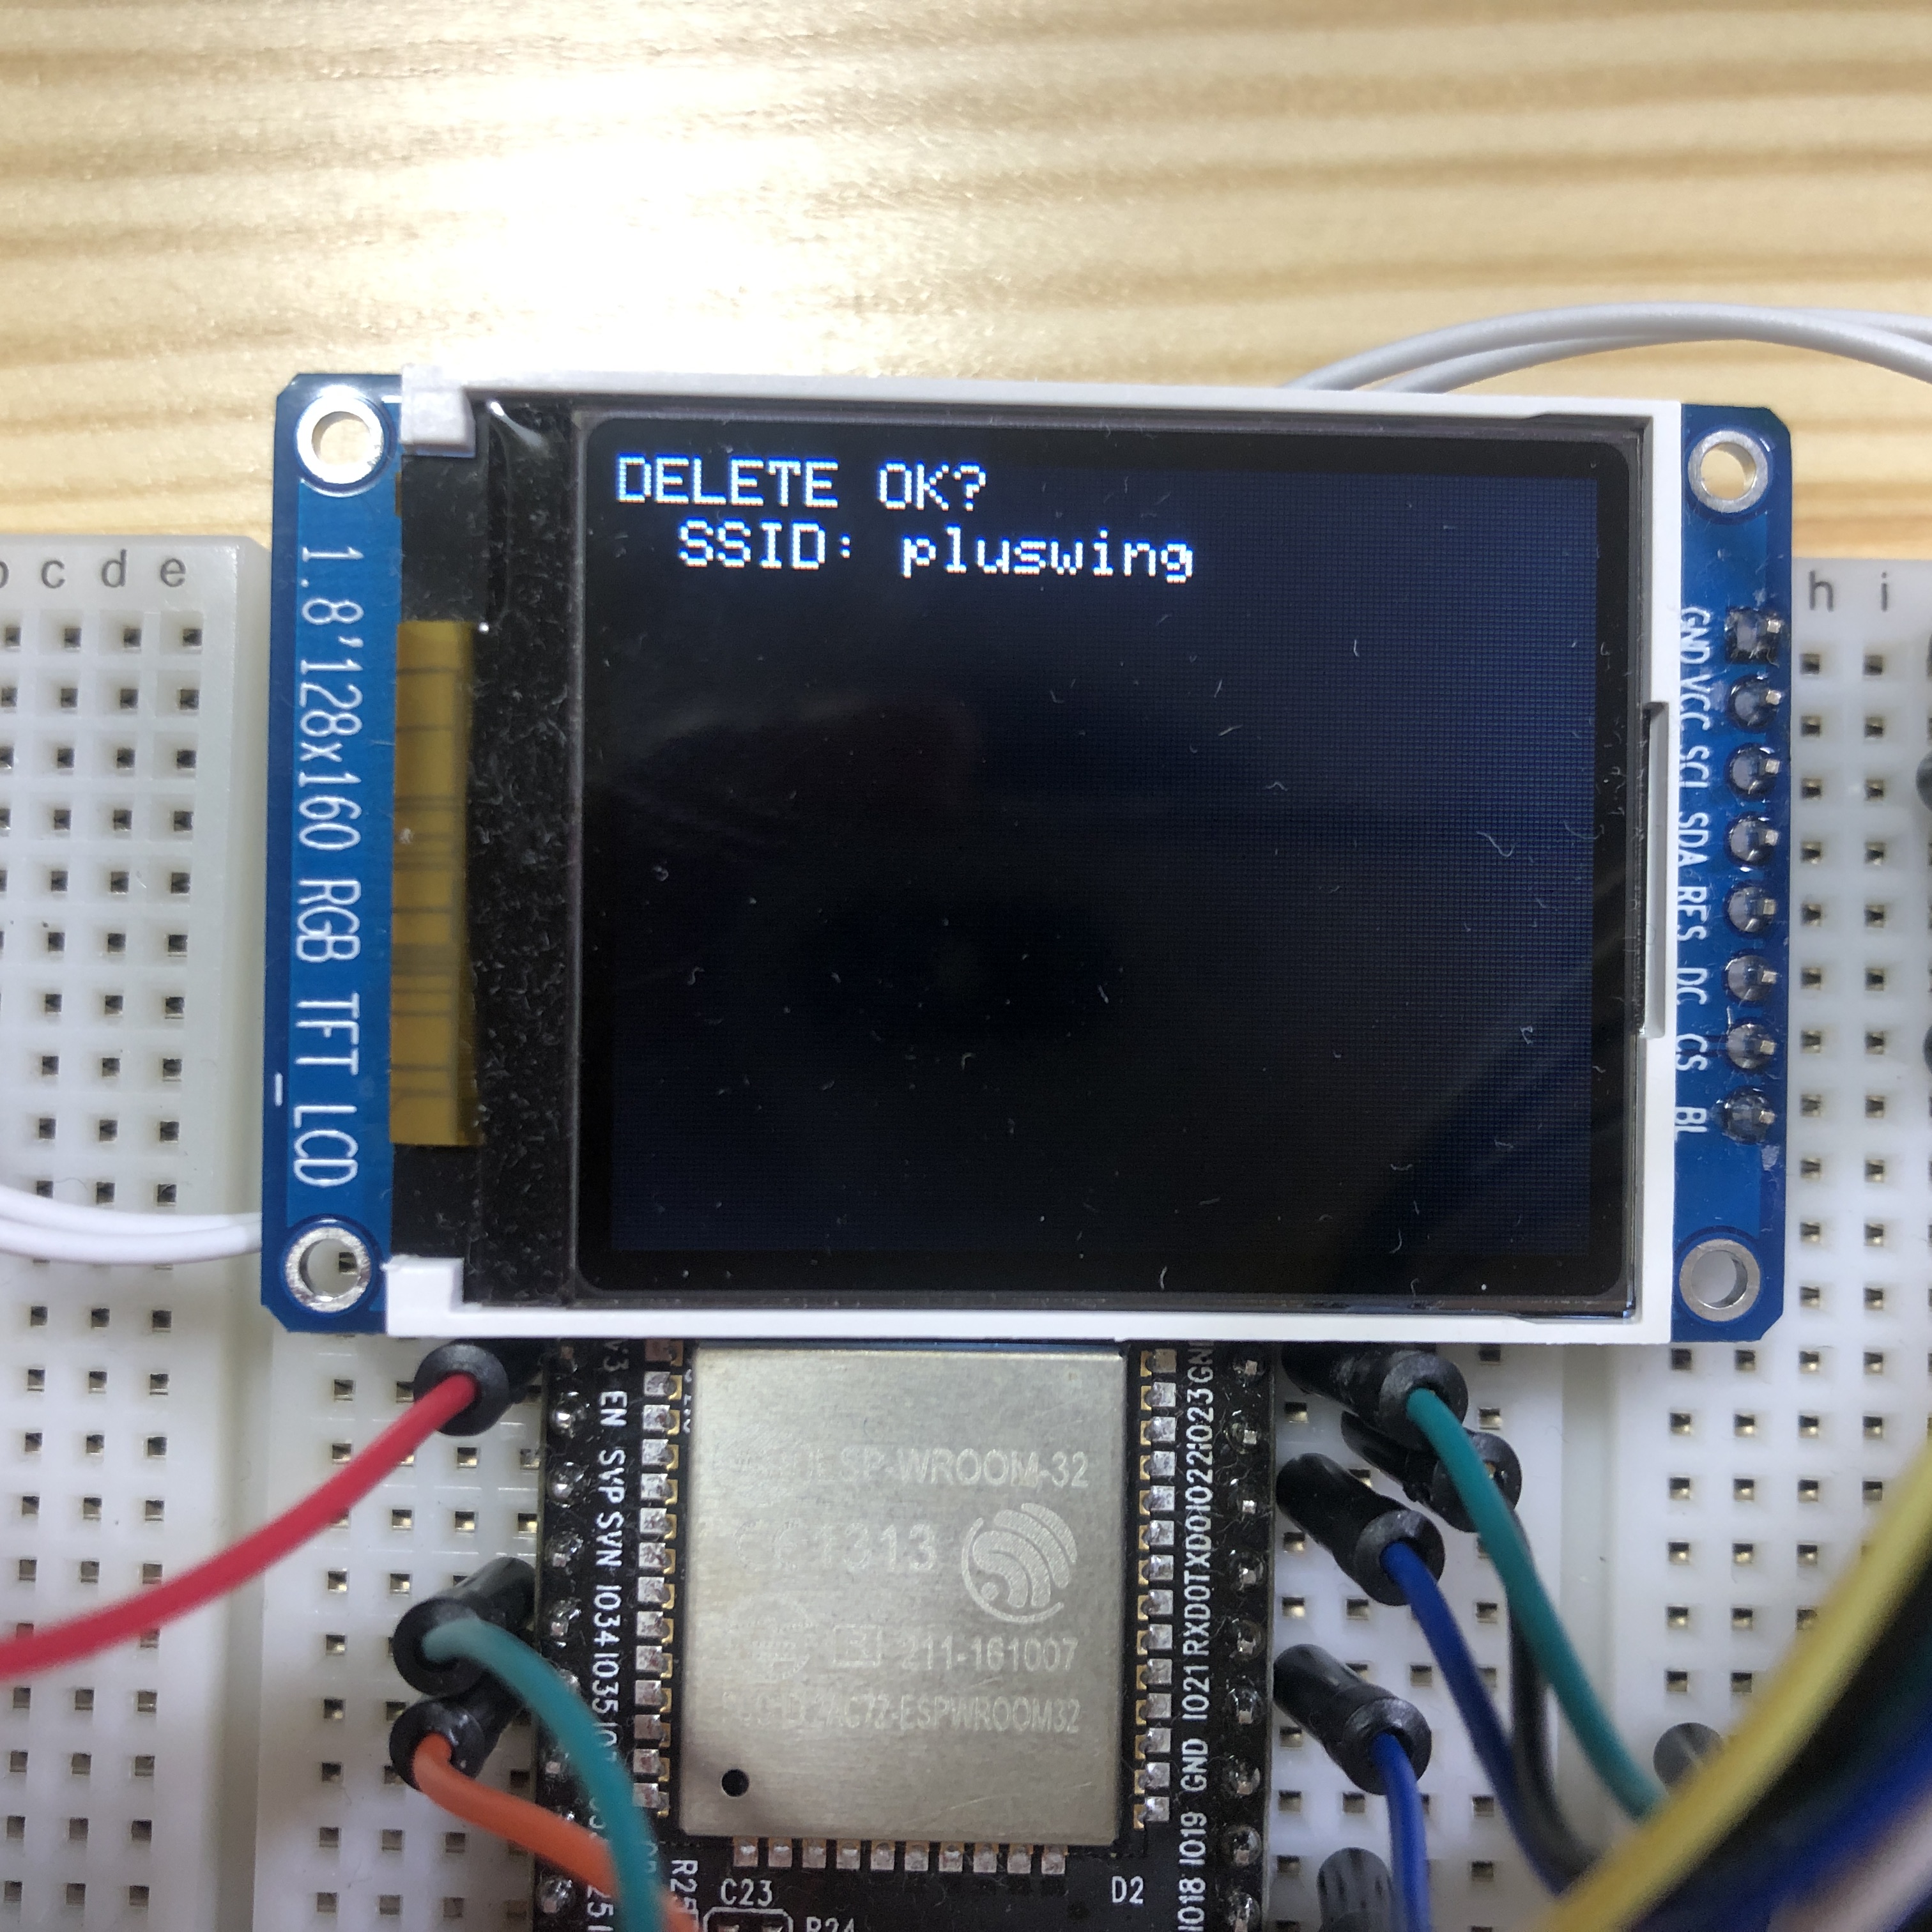 DELETE OK?
SSID: pluswing
1.8'128x160 RGB TFT LCD
GND VCC SCL SDA RES DC CS BL
c d e
h i
EN SVP SVN IO34 IO35
GND IO23 IO22 TXD0 RXD0 IO21 GND IO19 IO18
ESP-WROOM-32
211-161007
C72-ESPWROOM32
R25
C23
R24
D2